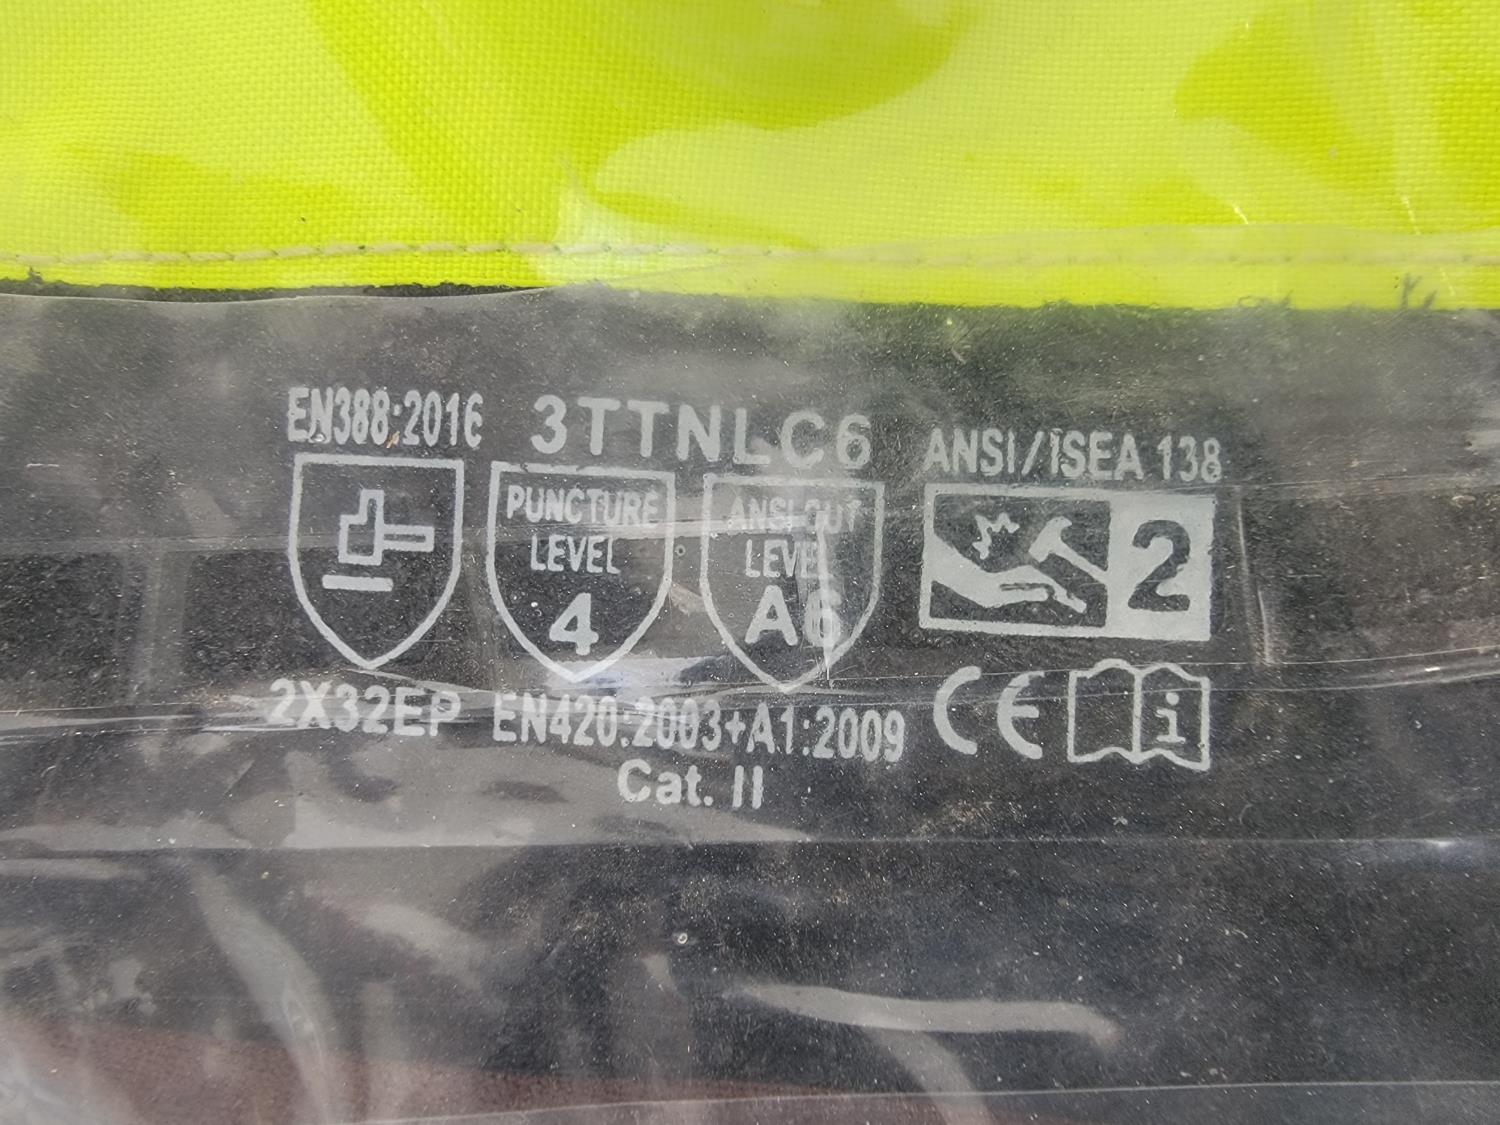 EN388:2016 3TTNLC6 ANSI/ISEA 138
PUNCTURE
LEVEL
4
ANSI CUT
LEVEL
A6
2
2X32EP EN420:2003+A1:2009 CE i
Cat. II